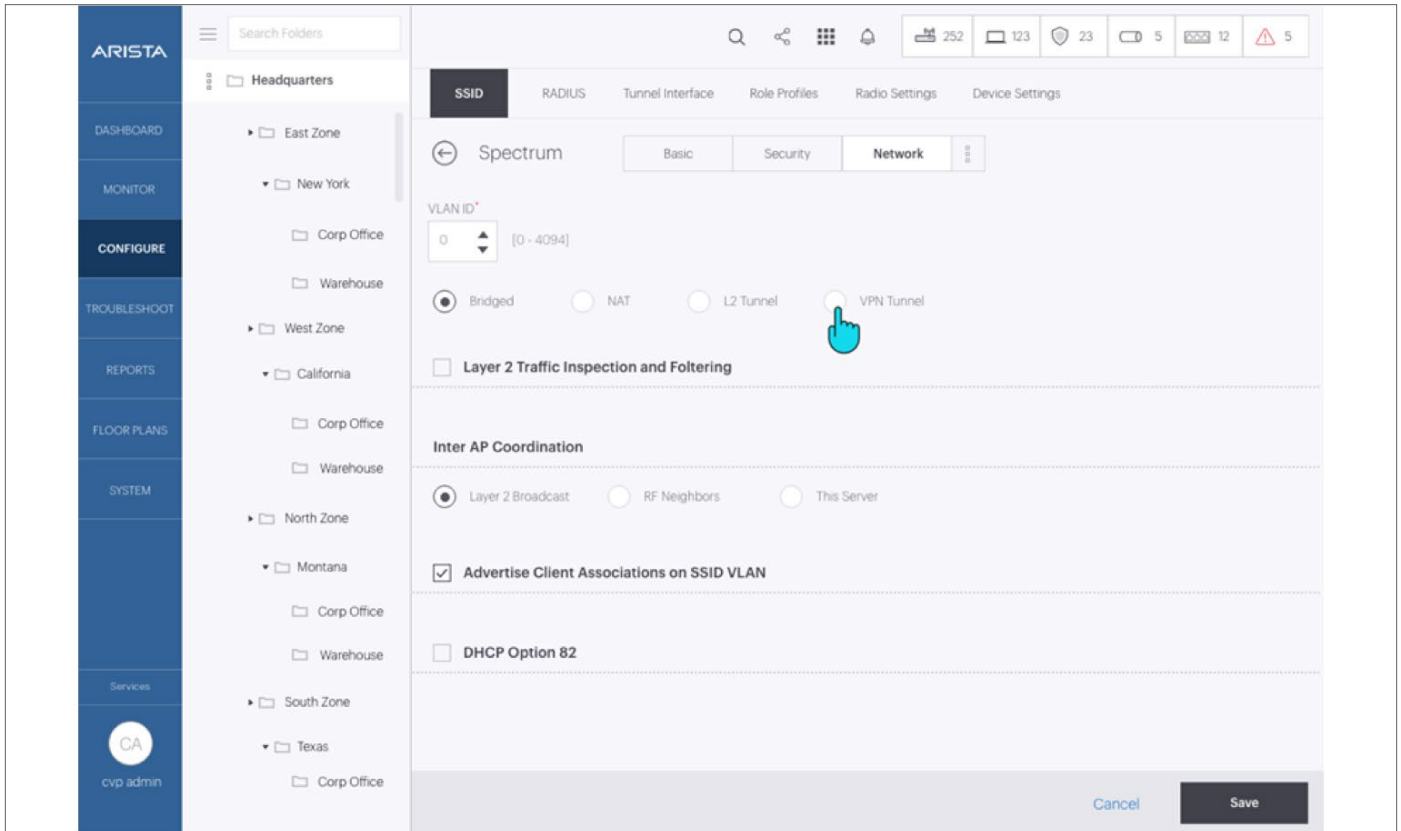 ARISTA
DASHBOARD
MONITOR
CONFIGURE
TROUBLESHOOT
REPORTS
FLOOR PLANS
SYSTEM
Services
CA
cvp admin
Search Folders
Headquarters
East Zone
New York
Corp Office
Warehouse
West Zone
California
Corp Office
Warehouse
North Zone
Montana
Corp Office
Warehouse
South Zone
Texas
Corp Office
252 123 23 5 12 5
SSID RADIUS Tunnel Interface Role Profiles Radio Settings Device Settings
Spectrum Basic Security Network
VLAN ID*
0 [0 - 4094]
Bridged NAT L2 Tunnel VPN Tunnel
Layer 2 Traffic Inspection and Foltering
Inter AP Coordination
Layer 2 Broadcast RF Neighbors This Server
Advertise Client Associations on SSID VLAN
DHCP Option 82
Cancel Save